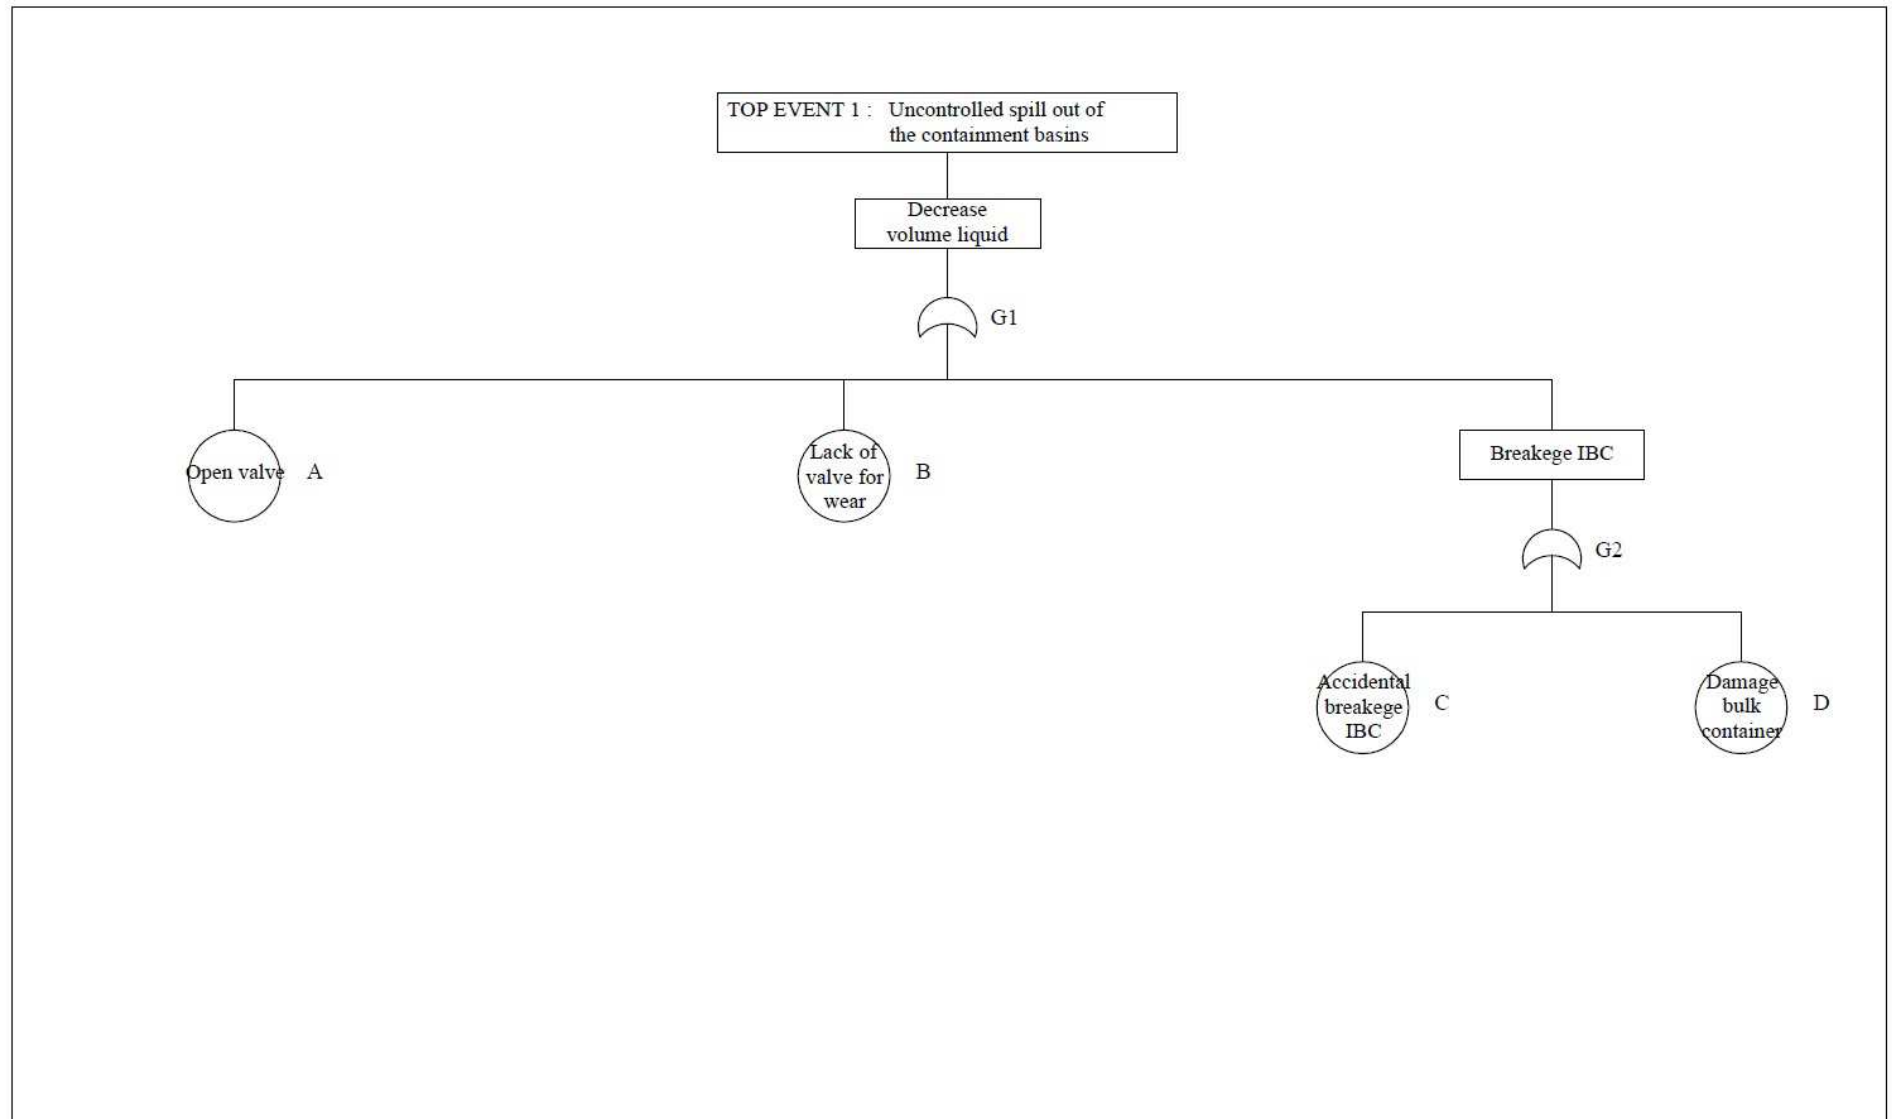 TOP EVENT 1 : Uncontrolled spill out of
the containment basins
Decrease
volume liquid
G1
Open valve
A
Lack of
valve for
wear
B
Breakege IBC
G2
Accidental
breakege
IBC
C
Damage
bulk
container
D